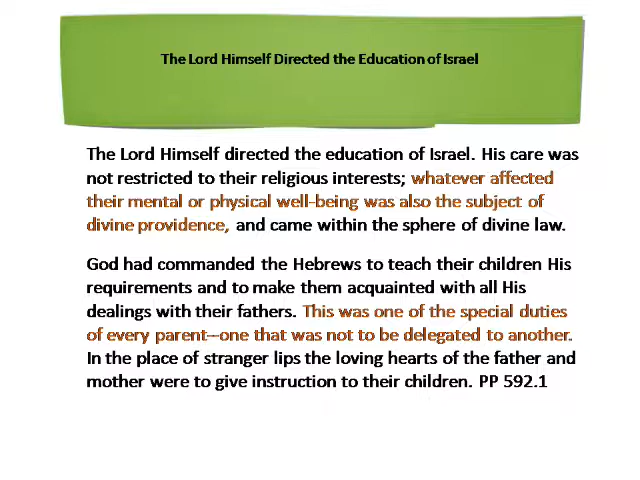 The Lord Himself Directed the Education of Israel
The Lord Himself directed the education of Israel. His care was
not restricted to their religious interests; whatever affected
their mental or physical well-being was also the subject of
divine providence, and came within the sphere of divine law.
God had commanded the Hebrews to teach their children His
requirements and to make them acquainted with all His
dealings with their fathers. This was one of the special duties
of every parent--one that was not to be delegated to another.
In the place of stranger lips the loving hearts of the father and
mother were to give instruction to their children. PP 592.1